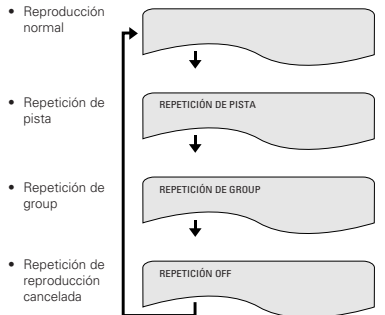 • Reproducción
normal
• Repetición de
pista
REPETICIÓN DE PISTA
• Repetición de
group
REPETICIÓN DE GROUP
• Repetición de
reproducción
cancelada
REPETICIÓN OFF